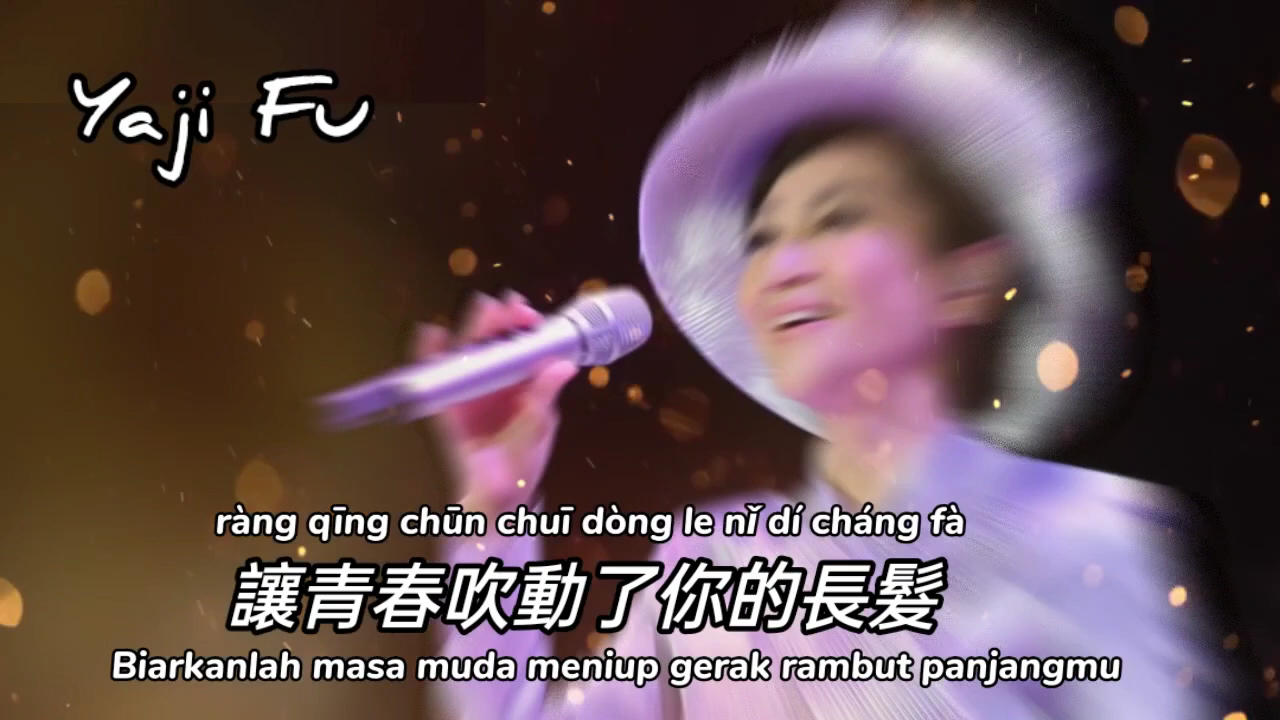 Yaji Fu
ràng qīng chūn chuī dòng le nǐ dí cháng fà
讓青春吹動了你的長髮
Biarkanlah masa muda meniup gerak rambut panjangmu